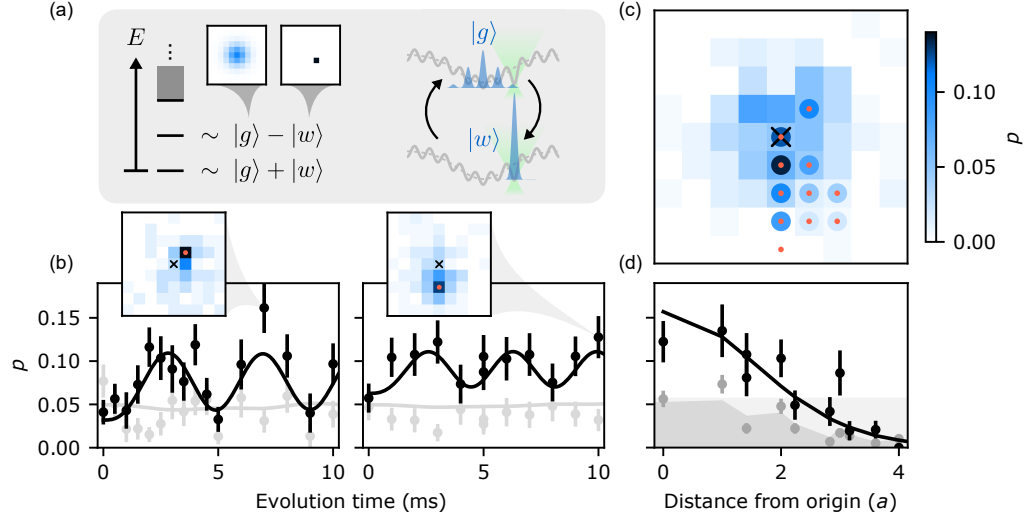 (a)
E
⋮
∼ |g⟩ − |w⟩
∼ |g⟩ + |w⟩
|g⟩
|w⟩
(b)
p
0.15
0.10
0.05
0.00
0
5
10
0
5
10
Evolution time (ms)
(c)
0.10
0.05
0.00
p
(d)
0
2
4
Distance from origin (a)